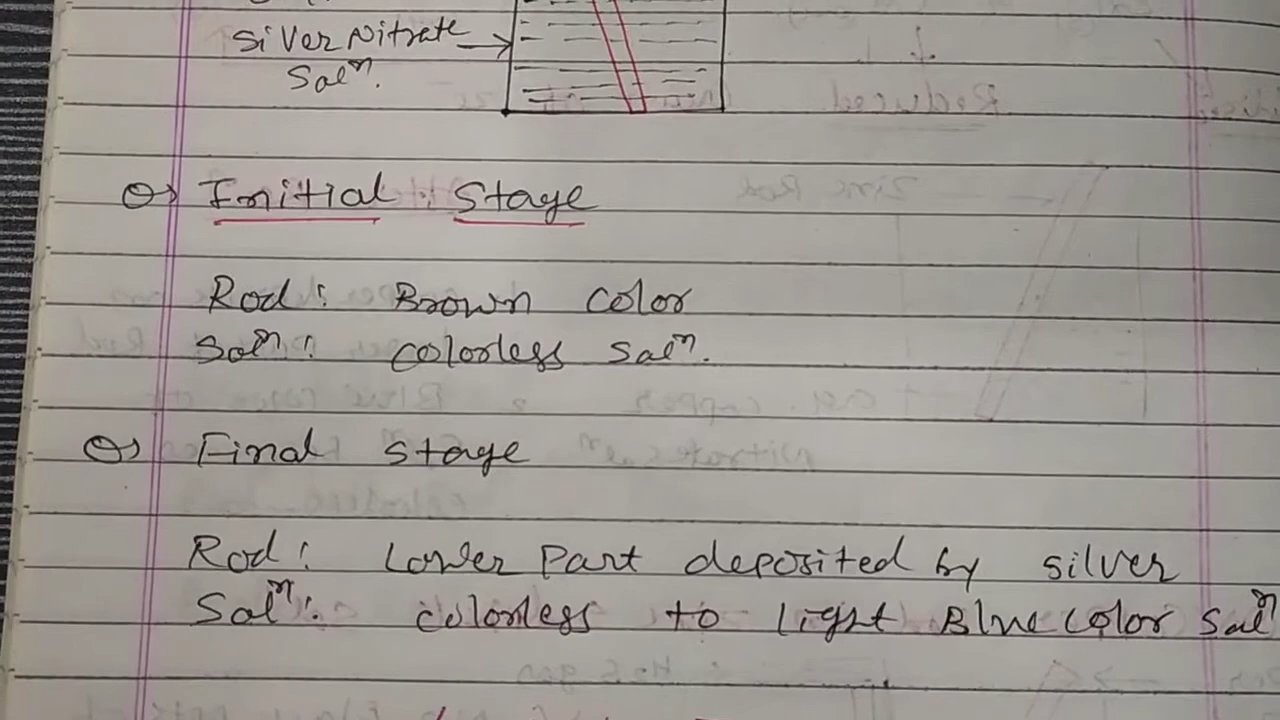 Silver Nitrate
Solⁿ.
Initial : Stage
Rod : Brown color
Solⁿ : colorless Solⁿ.
Final stage
Rod : Lower Part deposited by silver
Solⁿ : colorless to Light Blue color Solⁿ